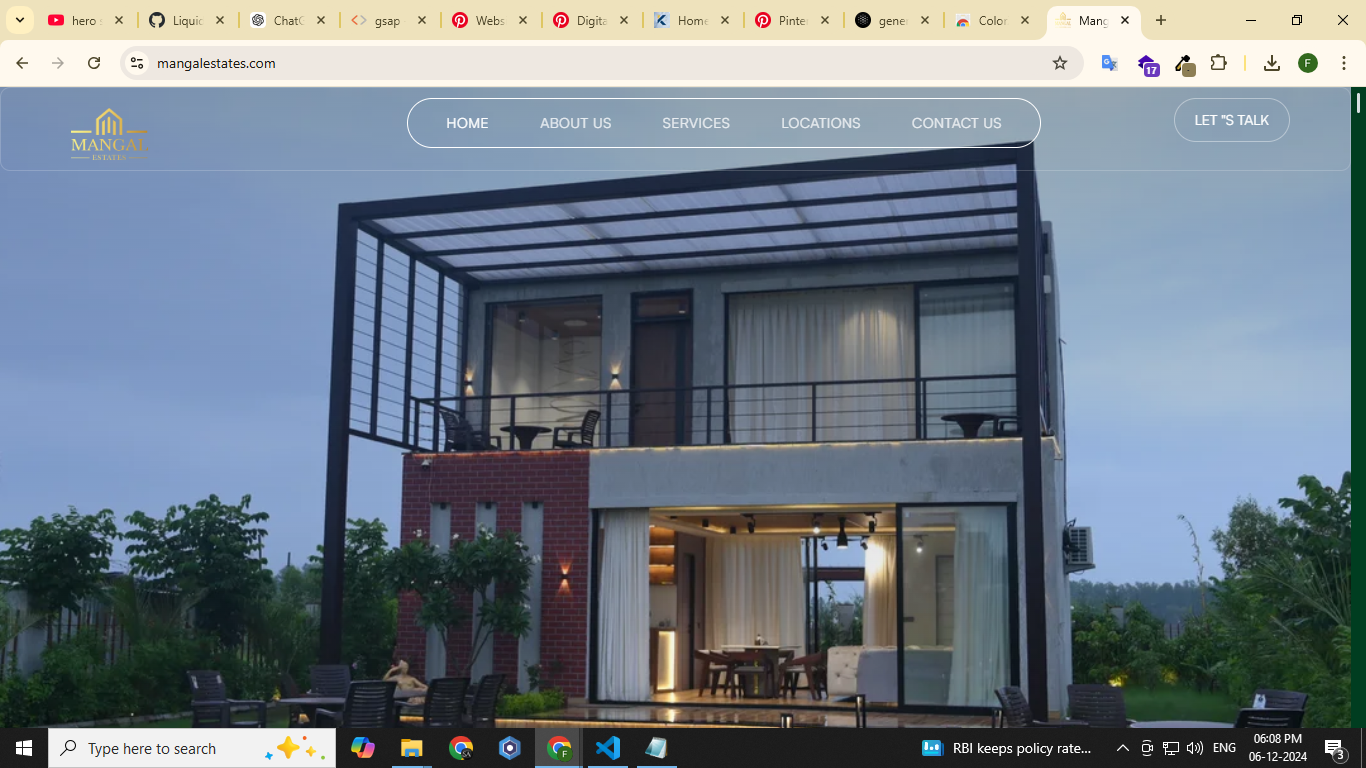 hero s
Liquid
ChatG
gsap
Webs
Digita
Home
Pinte
gene
Color
Mang
mangalestates.com
17
F
MANGAL
ESTATES
HOME
ABOUT US
SERVICES
LOCATIONS
CONTACT US
LET "S TALK
Type here to search
RBI keeps policy rate...
ENG
06:08 PM
06-12-2024
3